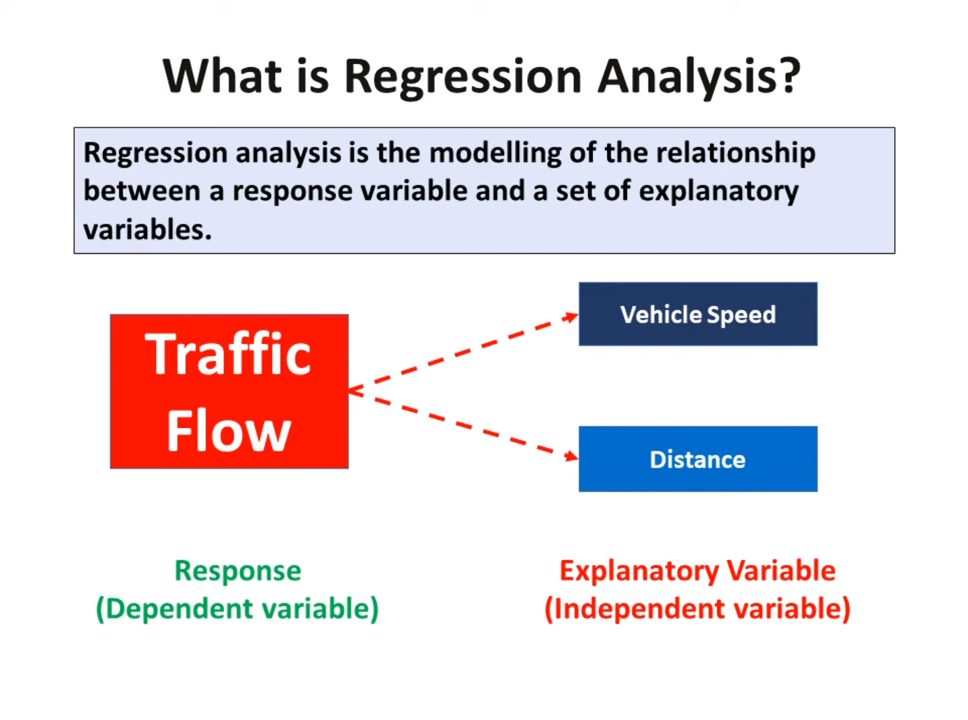 What is Regression Analysis?
Regression analysis is the modelling of the relationship
between a response variable and a set of explanatory
variables.
Traffic
Flow
Vehicle Speed
Distance
Response
(Dependent variable)
Explanatory Variable
(Independent variable)